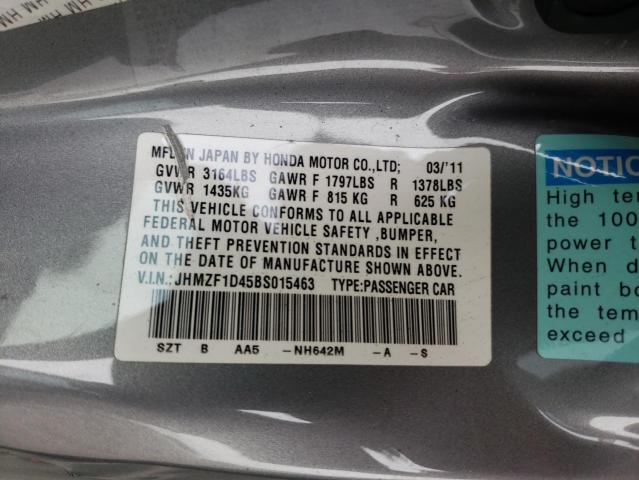 MFD IN JAPAN BY HONDA MOTOR CO.,LTD; 03/'11
GVWR 3164LBS GAWR F 1797LBS R 1378LBS
GVWR 1435KG GAWR F 815 KG R 625 KG
THIS VEHICLE CONFORMS TO ALL APPLICABLE
FEDERAL MOTOR VEHICLE SAFETY ,BUMPER,
AND THEFT PREVENTION STANDARDS IN EFFECT
ON THE DATE OF MANUFACTURE SHOWN ABOVE.
V.I.N.:JHMZF1D45BS015463 TYPE:PASSENGER CAR
SZT B AA5 -NH642M -A -S
NOTIC
High
the 100
power t
When d
paint bo
tem
exceed